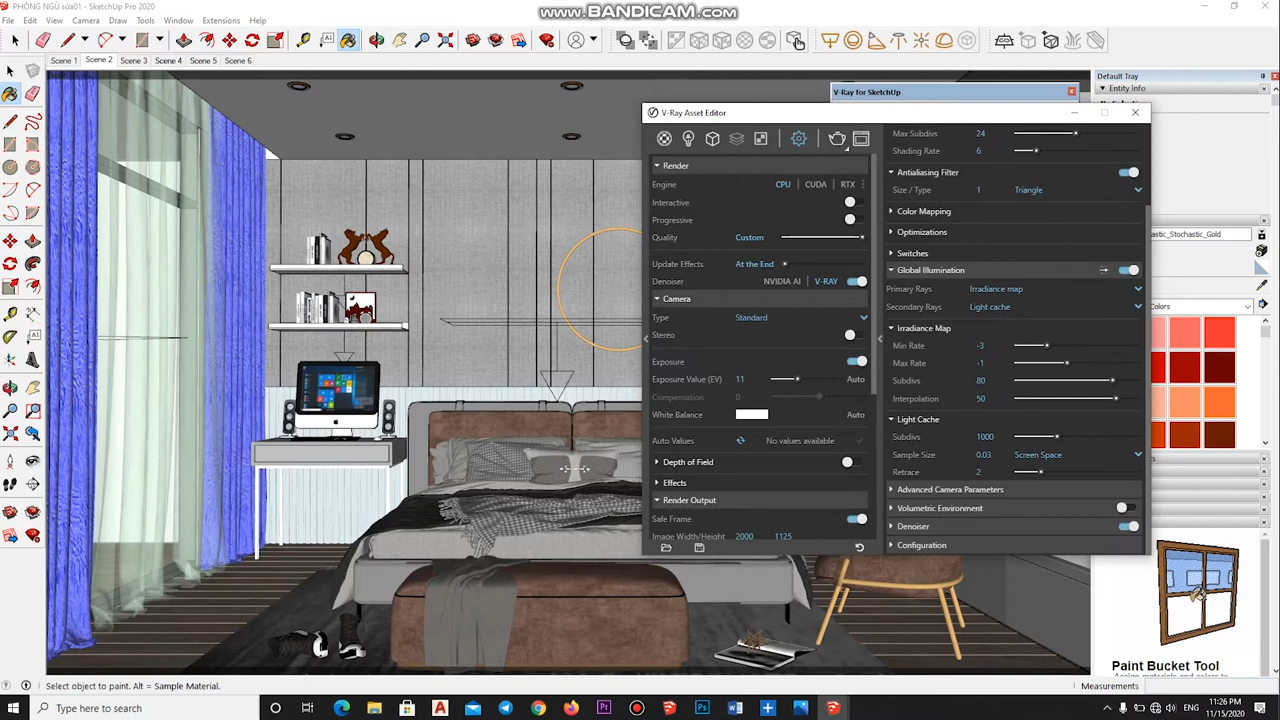 PHÒNG NGỦ sửa01 - SketchUp Pro 2020
www.BANDICAM.com
File Edit View Camera Draw Tools Window Extensions Help
Scene 1 Scene 2 Scene 3 Scene 4 Scene 5 Scene 6
Default Tray
Entity Info
V-Ray for SketchUp
V-Ray Asset Editor
Render
Engine CPU CUDA RTX
Interactive
Progressive
Quality Custom
Update Effects At the End
Denoiser NVIDIA AI V-RAY
Camera
Type Standard
Stereo
Exposure
Exposure Value (EV) 11 Auto
Compensation 0
White Balance Auto
Auto Values No values available
Depth of Field
Effects
Render Output
Safe Frame
Image Width/Height 2000 1125
Max Subdivs 24
Shading Rate 6
Antialiasing Filter
Size / Type 1 Triangle
Color Mapping
Optimizations
Switches
Global Illumination
Primary Rays Irradiance map
Secondary Rays Light cache
Irradiance Map
Min Rate -3
Max Rate -1
Subdivs 80
Interpolation 50
Light Cache
Subdivs 1000
Sample Size 0.03 Screen Space
Retrace 2
Advanced Camera Parameters
Volumetric Environment
Denoiser
Configuration
astic_Stochastic_Gold
Colors
Paint Bucket Tool
Select object to paint. Alt = Sample Material.
Measurements
Type here to search
ENG
11:26 PM
11/15/2020